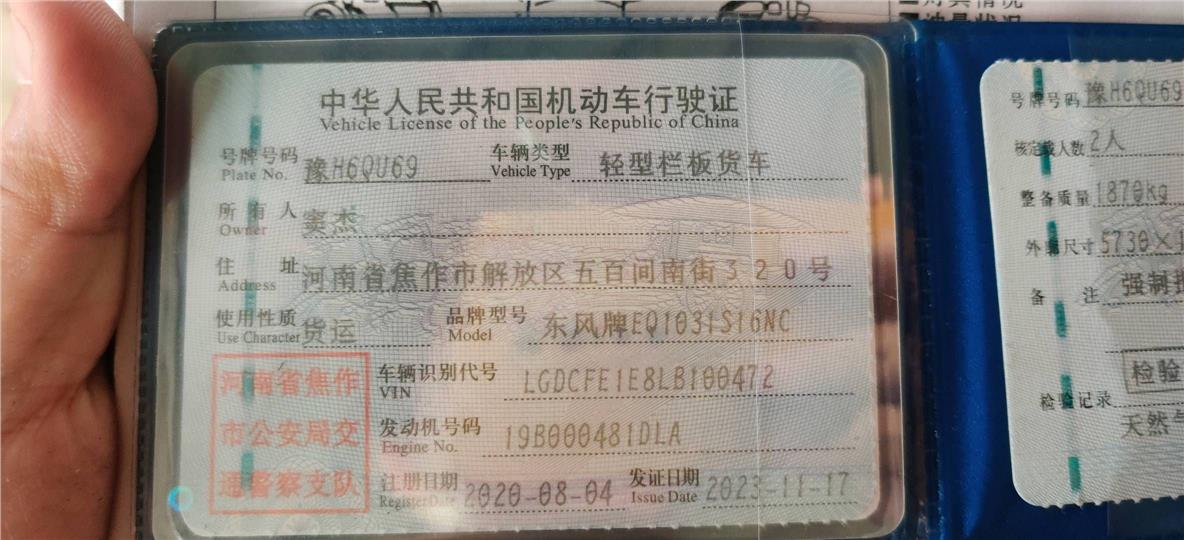 中华人民共和国机动车行驶证
Vehicle License of the People's Republic of China
号牌号码 豫H6QU69 车辆类型 轻型栏板货车
Plate No. Vehicle Type
所有人 窦杰
Owner
住址 河南省焦作市解放区五百间南街320号
Address
使用性质 货运 品牌型号 东风牌EQ1031S16NC
Use Character Model
河南省焦作
市公安局交
通警察支队
车辆识别代号 LGDCFE1E8LB100472
VIN
发动机号码 19B000481DLA
Engine No.
注册日期 2020-08-04 发证日期 2023-11-17
Register Date Issue Date
号牌号码 豫H6QU69
核定载人数 2人
整备质量 1870kg
外廓尺寸 5730×1
备注 强制
检验
检验记录
天然气